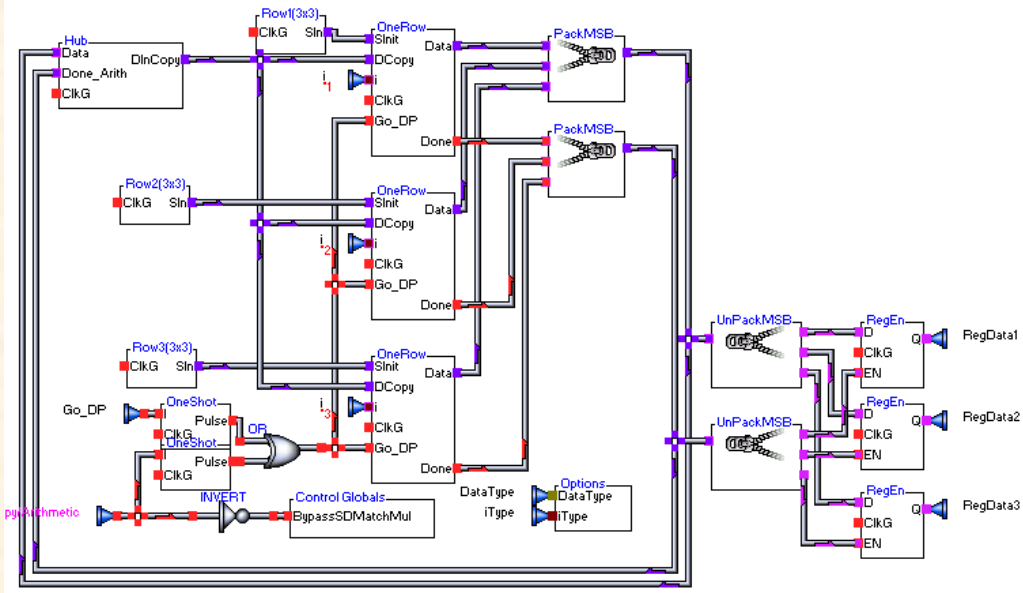 Row1(3x3)
ClkG SIn
Hub
Data
DInCopy
Done_Arith
ClkG
OneRow
SInit
Data
DCopy
i
i
-1
ClkG
Go_DP
Done
PackMSB
PackMSB
Row2(3x3)
ClkG SIn
OneRow
SInit
Data
DCopy
i
i
-2
ClkG
Go_DP
Done
Row3(3x3)
ClkG SIn
OneRow
SInit
Data
DCopy
i
i
-3
ClkG
Go_DP
Done
Go_DP
OneShot
I
Pulse
ClkG
OneShot
Pulse
ClkG
OR
INVERT
Control Globals
BypassSDMatchMul
DataType
iType
Options
DataType
iType
UnPackMSB
UnPackMSB
RegEn
D
Q
ClkG
EN
RegData1
RegEn
D
Q
ClkG
EN
RegData2
RegEn
D
Q
ClkG
EN
RegData3